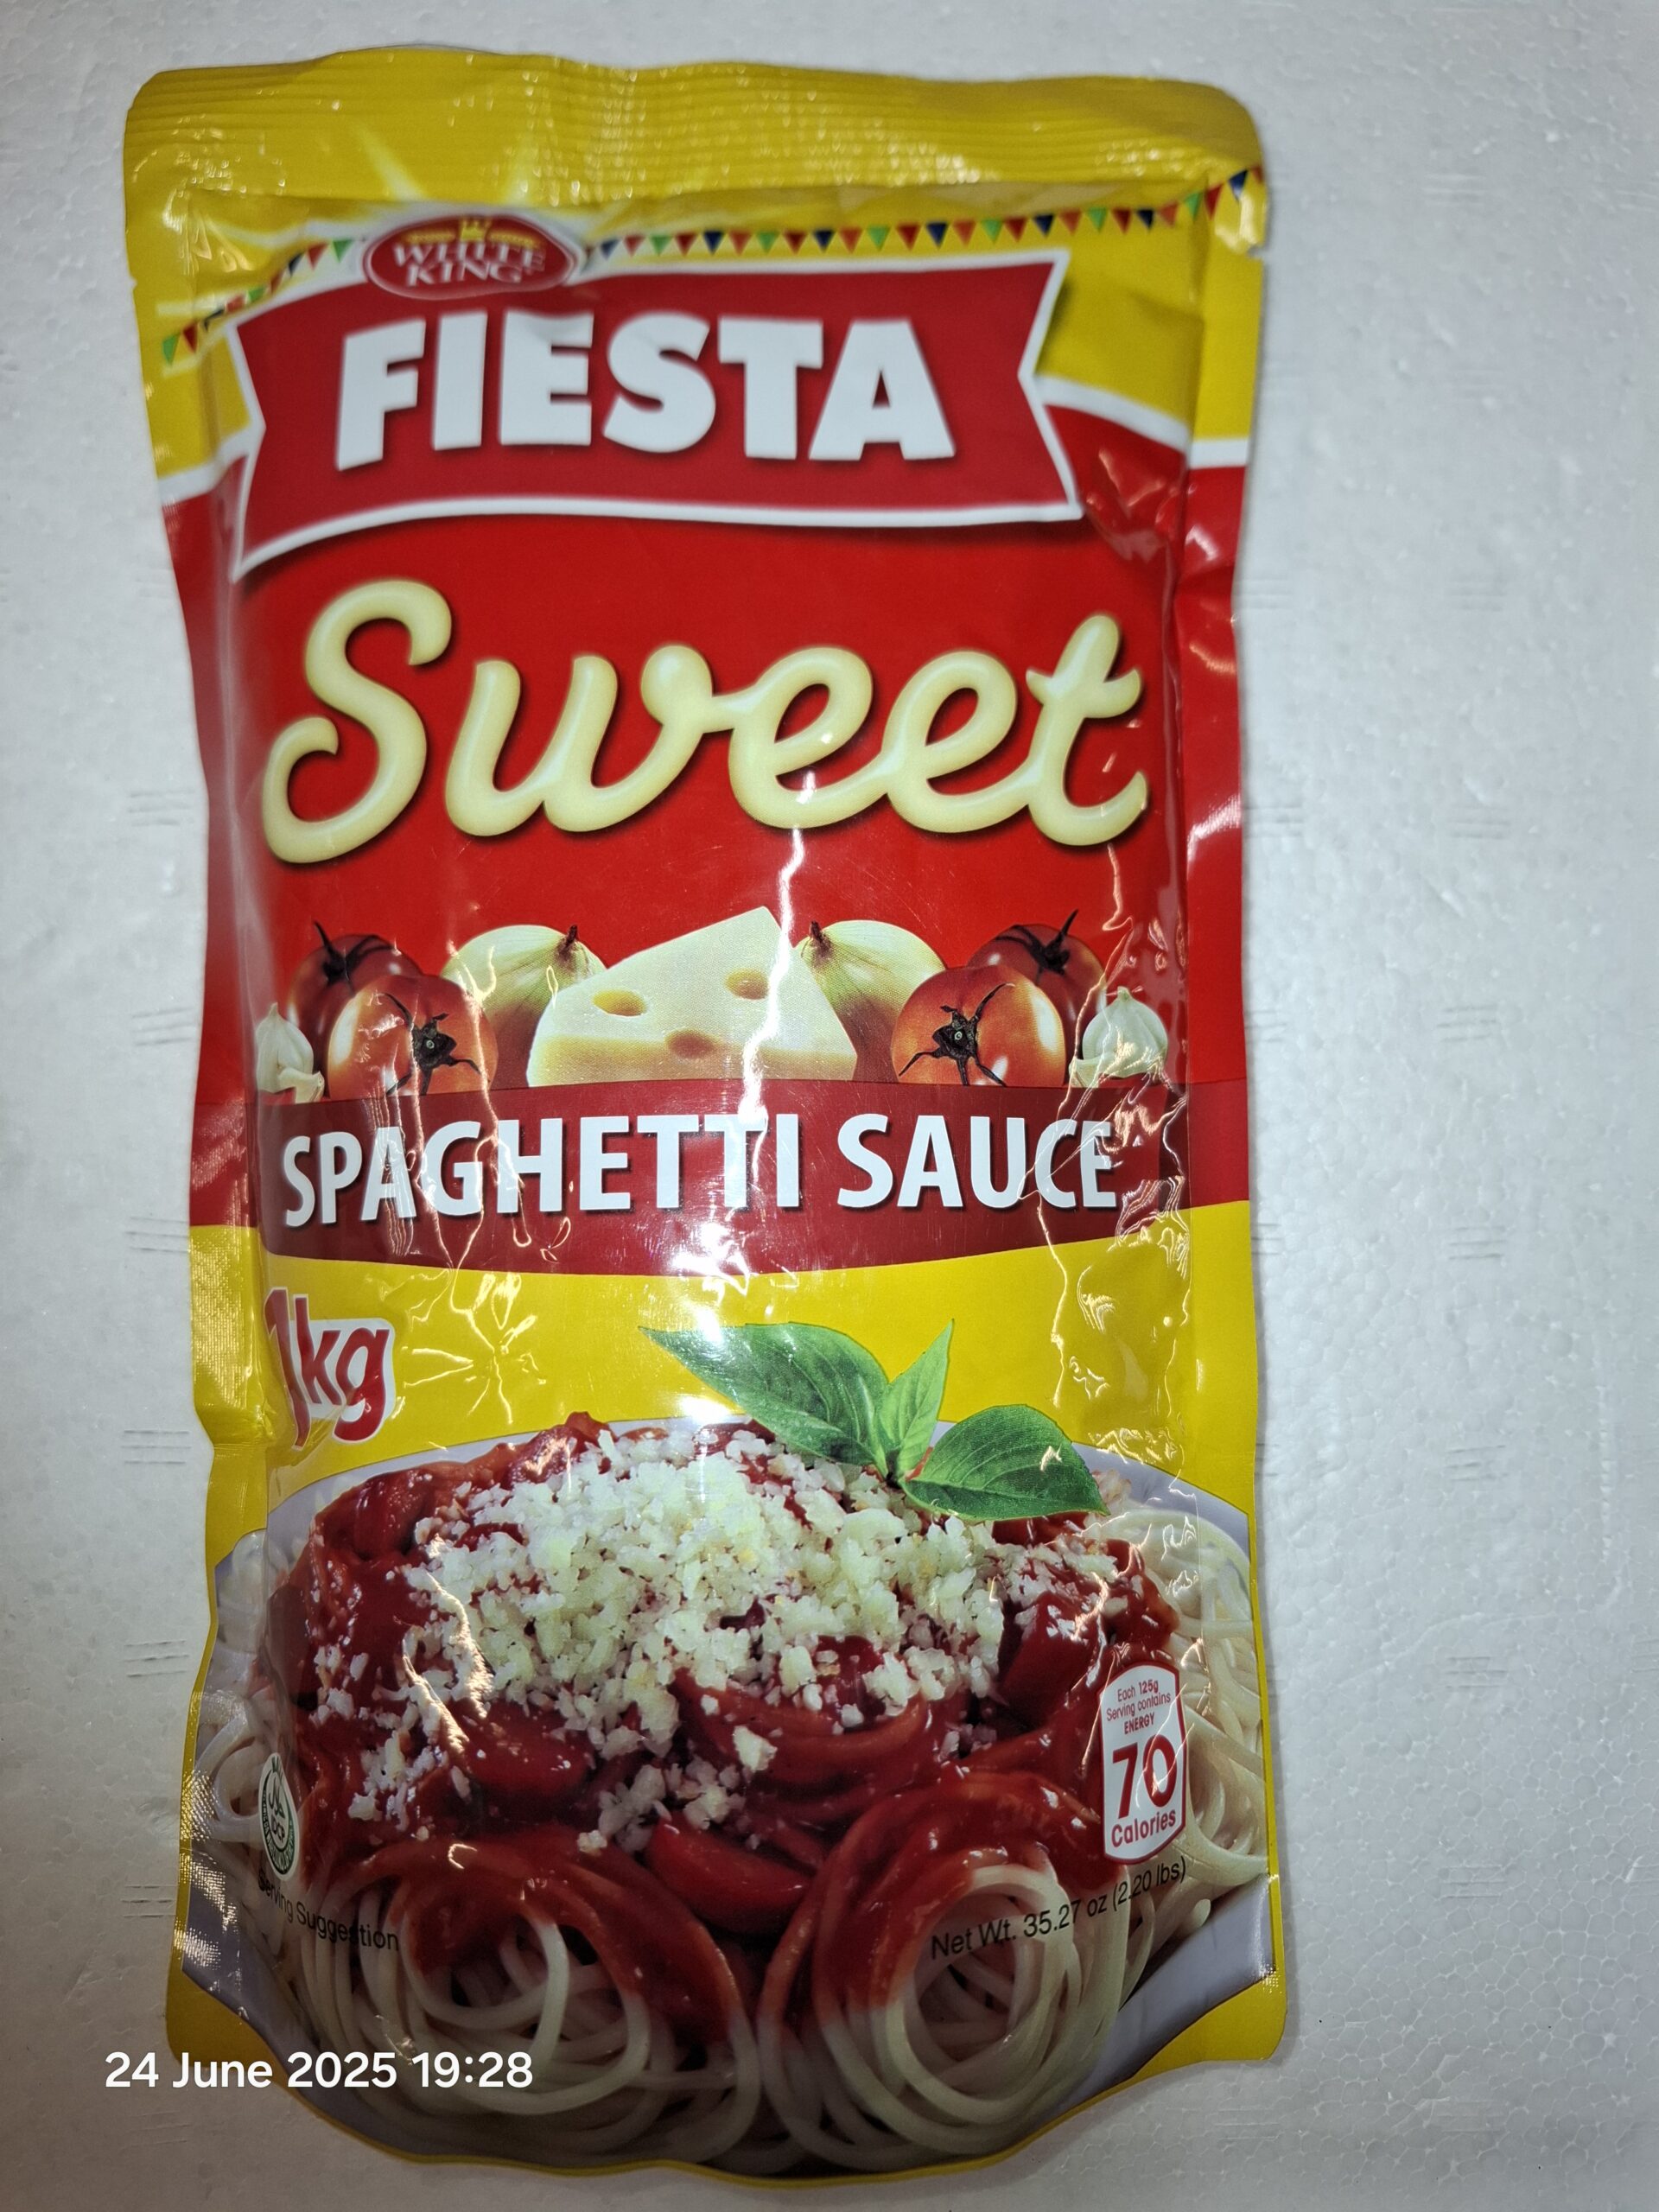 WHITE
KING
FIESTA
Sweet
SPAGHETTI SAUCE
1kg
Each 125g
Serving contains
ENERGY
70
Calories
Serving Suggestion
Net Wt. 35.27 oz (2.20 lbs)
24 June 2025 19:28